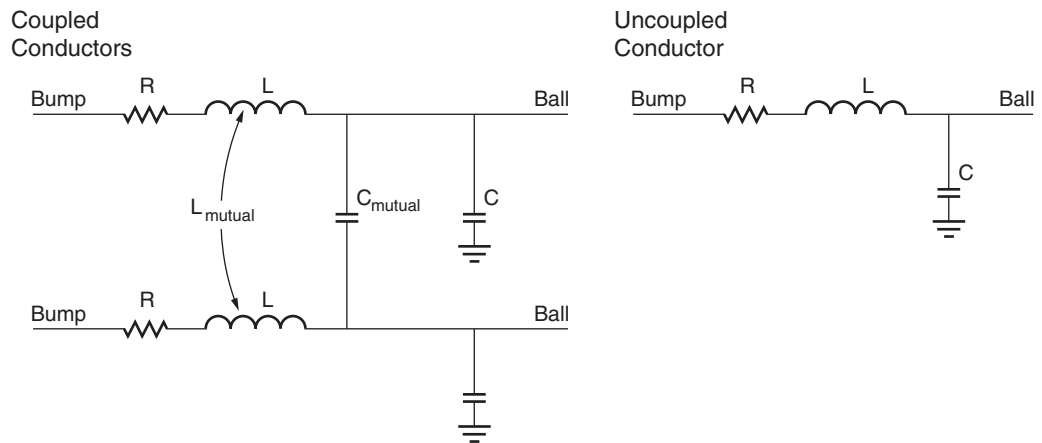 Coupled
Conductors
Uncoupled
Conductor
Bump R L Ball
L mutual
C mutual
C
Bump R L Ball
Bump R L Ball
C